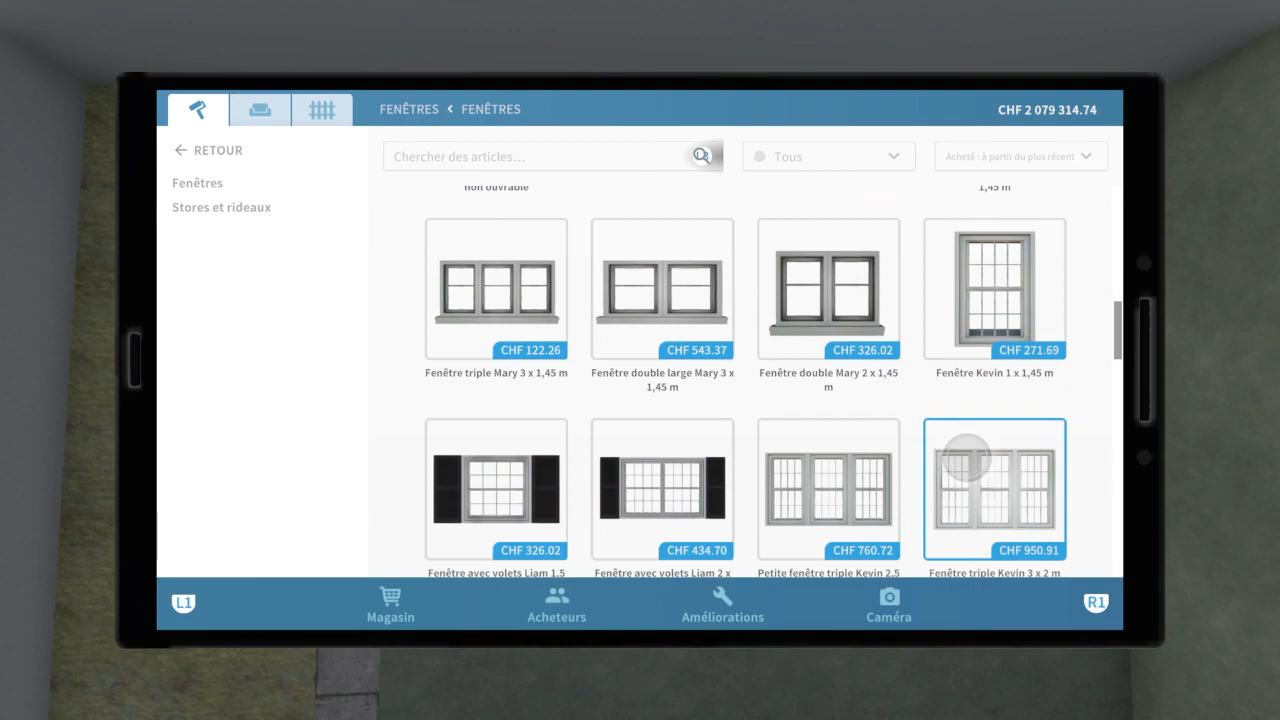 FENÊTRES < FENÊTRES
CHF 2 079 314.74
RETOUR
Fenêtres
Stores et rideaux
Chercher des articles...
Tous
Acheté : à partir du plus récent
non ouvrable
1,45 m
CHF 122.26
CHF 543.37
CHF 326.02
CHF 271.69
Fenêtre triple Mary 3 x 1,45 m
Fenêtre double large Mary 3 x
1,45 m
Fenêtre double Mary 2 x 1,45
m
Fenêtre Kevin 1 x 1,45 m
CHF 326.02
CHF 434.70
CHF 760.72
CHF 950.91
Fenêtre avec volets Liam 1,5
Fenêtre avec volets Liam 2 x
Petite fenêtre triple Kevin 2,5
Fenêtre triple Kevin 3 x 2 m
L1
Magasin
Acheteurs
Améliorations
Caméra
R1